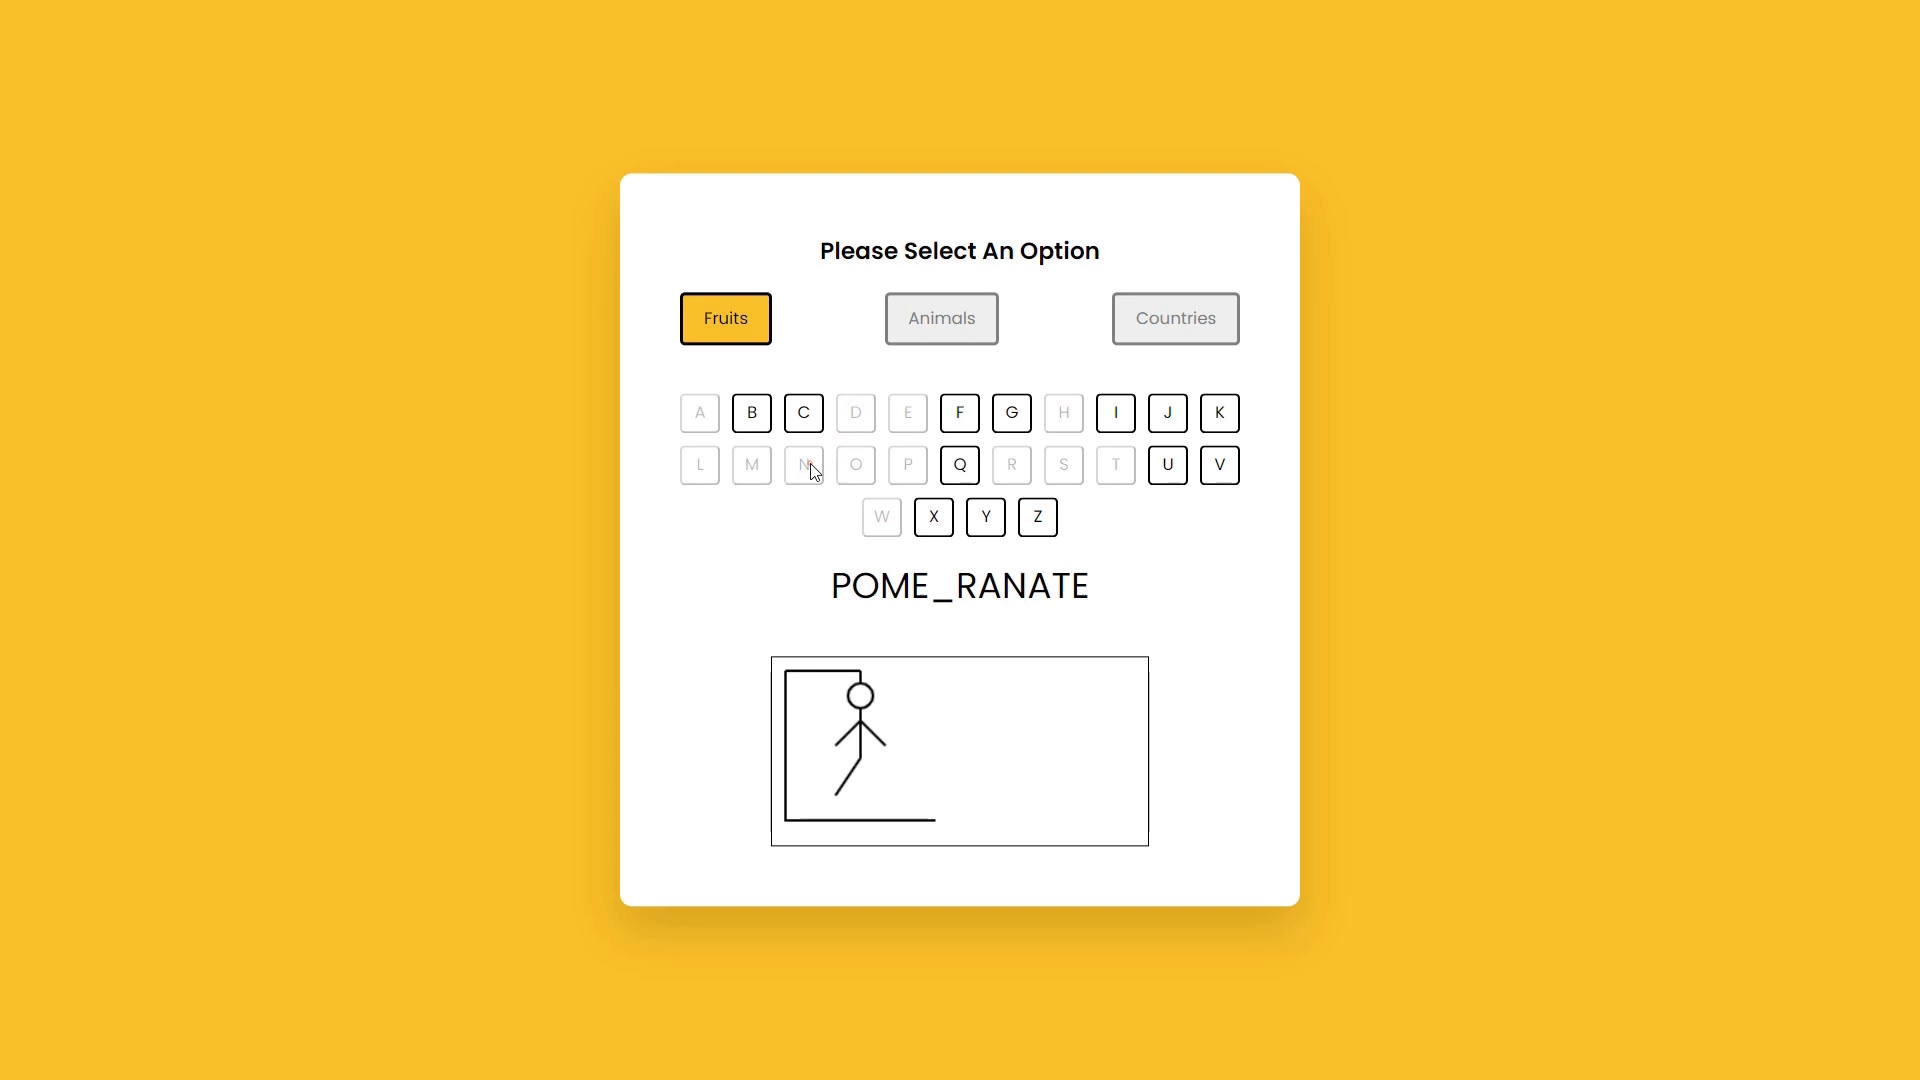 Please Select An Option
Fruits Animals Countries
A B C D E F G H I J K
L M N O P Q R S T U V
W X Y Z
POME_RANATE